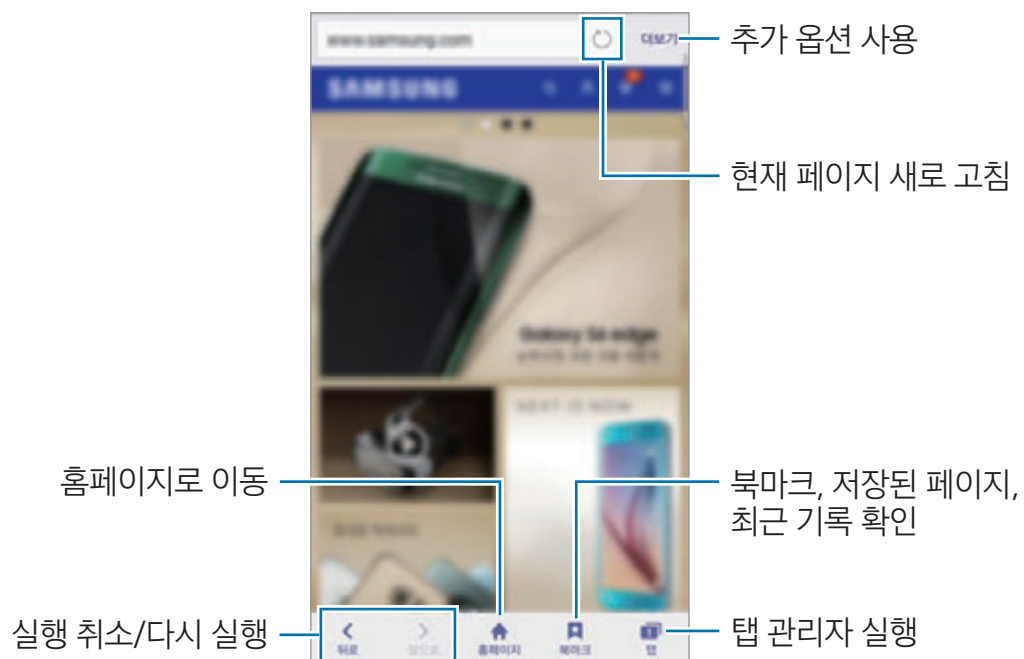 www.samsung.com
더보기
추가 옵션 사용
SAMSUNG
현재 페이지 새로 고침
Galaxy S6 edge
NEXT IS NOW
홈페이지로 이동
북마크, 저장된 페이지,
최근 기록 확인
실행 취소/다시 실행
뒤로
앞으로
홈페이지
북마크
탭
탭 관리자 실행